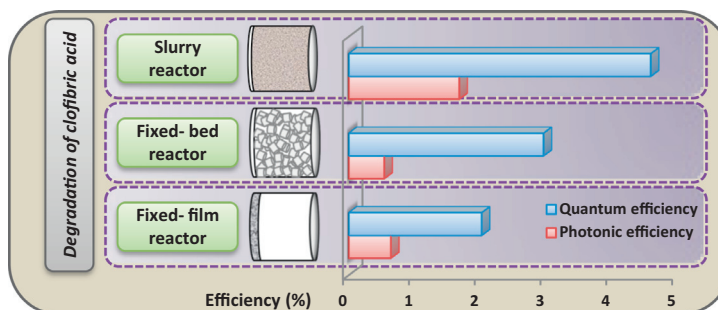 Degradation of clofibric acid
Slurry
reactor
Fixed- bed
reactor
Fixed- film
reactor
Quantum efficiency
Photonic efficiency
Efficiency (%)
0 1 2 3 4 5